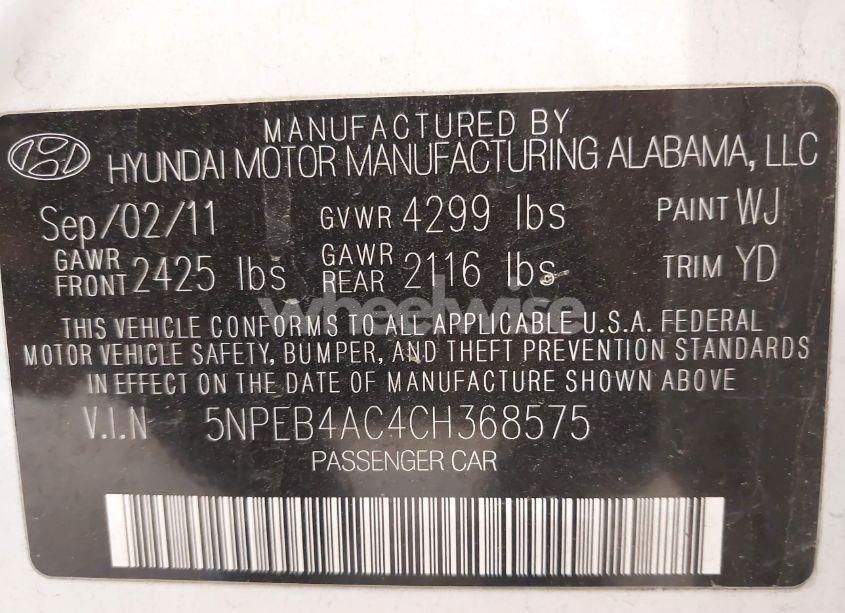 MANUFACTURED BY
HYUNDAI MOTOR MANUFACTURING ALABAMA, LLC
Sep/02/11 GVWR 4299 lbs PAINT WJ
GAWR FRONT 2425 lbs GAWR REAR 2116 lbs TRIM YD
wheelwise
THIS VEHICLE CONFORMS TO ALL APPLICABLE U.S.A. FEDERAL
MOTOR VEHICLE SAFETY, BUMPER, AND THEFT PREVENTION STANDARDS
IN EFFECT ON THE DATE OF MANUFACTURE SHOWN ABOVE
V.I.N 5NPEB4AC4CH368575
PASSENGER CAR